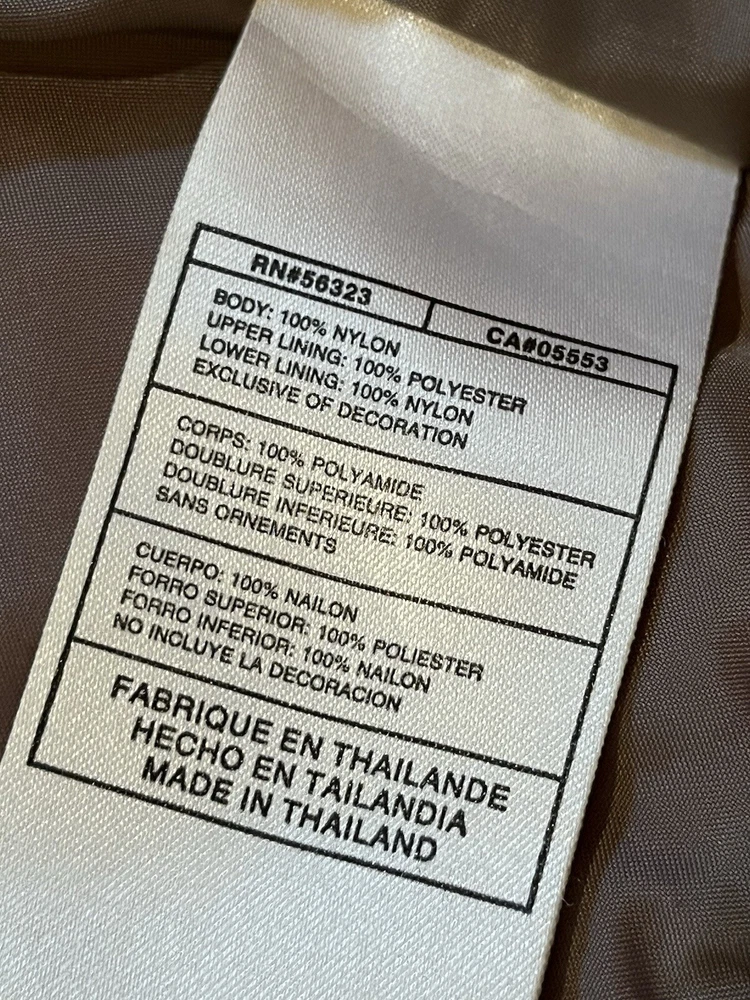 RN#56323
CA#05553
BODY: 100% NYLON
UPPER LINING: 100% POLYESTER
LOWER LINING: 100% NYLON
EXCLUSIVE OF DECORATION
CORPS: 100% POLYAMIDE
DOUBLURE SUPERIEURE: 100% POLYESTER
DOUBLURE INFERIEURE: 100% POLYAMIDE
SANS ORNEMENTS
CUERPO: 100% NAILON
FORRO SUPERIOR: 100% POLIESTER
FORRO INFERIOR: 100% NAILON
NO INCLUYE LA DECORACION
FABRIQUE EN THAILANDE
HECHO EN TAILANDIA
MADE IN THAILAND